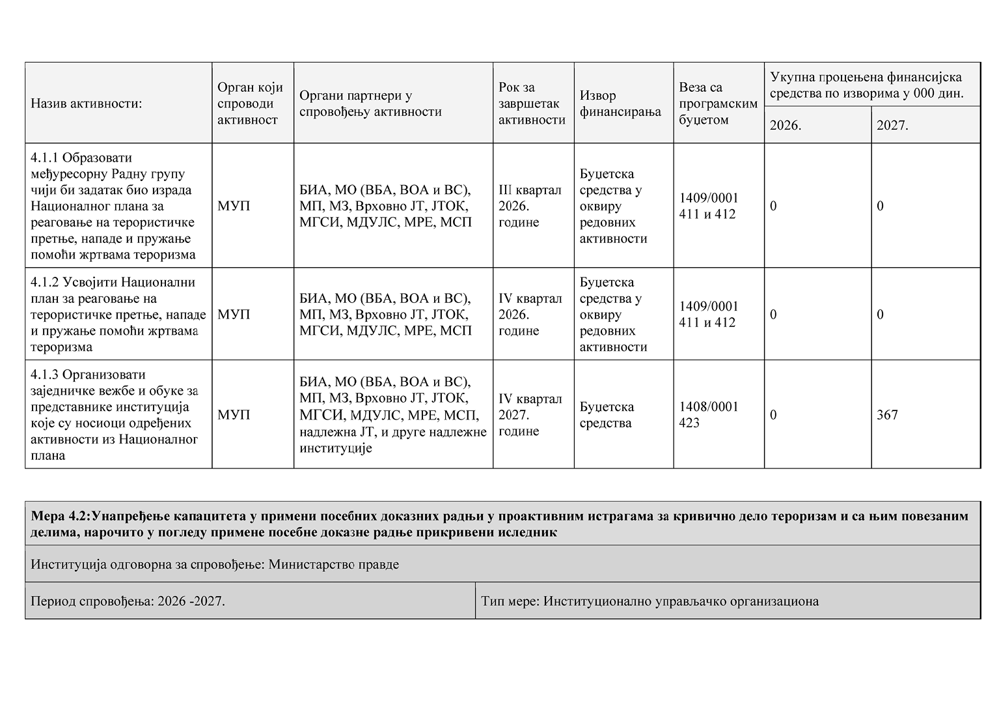 Назив активности:
Орган који
спроводи
активност
Органи партнери у
спровођењу активности
Рок за
завршетак
активности
Извор
финансирања
Веза са
програмским
буџетом
Укупна процењена финансијска
средства по изворима у 000 дин.
2026.
2027.
4.1.1 Образовати
међуресорну Радну групу
чији би задатак био израда
Националног плана за
реаговање на терористичке
претње, нападе и пружање
помоћи жртвама тероризма
МУП
БИА, МО (ВБА, ВОА и ВС),
МП, МЗ, Врховно ЈТ, ЈТОК,
МГСИ, МДУЛС, МРЕ, МСП
III квартал
2026.
године
Буџетска
средства у
оквиру
редовних
активности
1409/0001
411 и 412
0
0
4.1.2 Усвојити Национални
план за реаговање на
терористичке претње, нападе
и пружање помоћи жртвама
тероризма
МУП
БИА, МО (ВБА, ВОА и ВС),
МП, МЗ, Врховно ЈТ, ЈТОК,
МГСИ, МДУЛС, МРЕ, МСП
IV квартал
2026.
године
Буџетска
средства у
оквиру
редовних
активности
1409/0001
411 и 412
0
0
4.1.3 Организовати
заједничке вежбе и обуке за
представнике институција
које су носиоци одређених
активности из Националног
плана
МУП
БИА, МО (ВБА, ВОА и ВС),
МП, МЗ, Врховно ЈТ, ЈТОК,
МГСИ, МДУЛС, МРЕ, МСП,
надлежна ЈТ, и друге надлежне
институције
IV квартал
2027.
године
Буџетска
средства
1408/0001
423
0
367
Мера 4.2:Унапређење капацитета у примени посебних доказних радњи у проактивним истрагама за кривично дело тероризам и са њим повезаним
делима, нарочито у погледу примене посебне доказне радње прикривени иследник
Институција одговорна за спровођење: Министарство правде
Период спровођења: 2026 -2027.
Тип мере: Институционално управљачко организациона